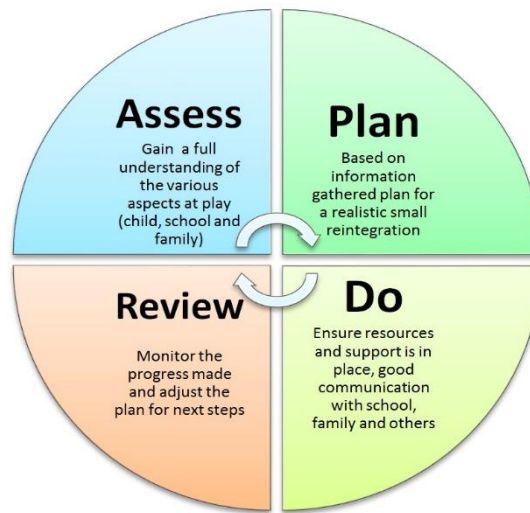 Assess
Gain a full
understanding of
the various
aspects at play
(child, school and
family)
Plan
Based on
information
gathered plan for
a realistic small
reintegration
Review
Monitor the
progress made
and adjust the
plan for next steps
Do
Ensure resources
and support is in
place, good
communication
with school,
family and others